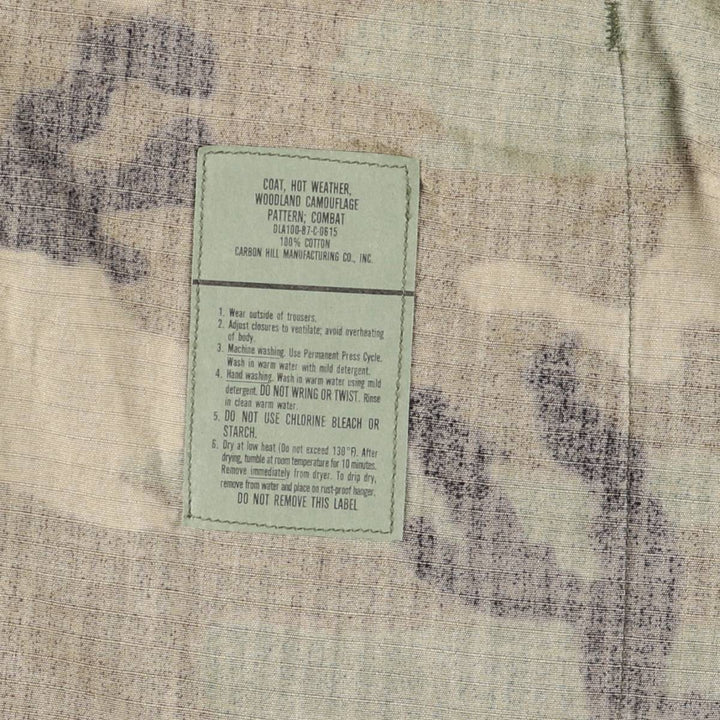 COAT, HOT WEATHER,
WOODLAND CAMOUFLAGE
PATTERN; COMBAT
DLA100-87-C-0615
100% COTTON
CARBON HILL MANUFACTURING CO., INC.
1. Wear outside of trousers.
2. Adjust closures to ventilate; avoid overheating
of body.
3. Machine washing. Use Permanent Press Cycle.
Wash in warm water with mild detergent.
4. Hand washing. Wash in warm water using mild
detergent. DO NOT WRING OR TWIST. Rinse
in clean warm water.
5. DO NOT USE CHLORINE BLEACH OR
STARCH.
6. Dry at low heat (Do not exceed 130°F). After
drying, tumble at room temperature for 10 minutes.
Remove immediately from dryer. To drip dry,
remove from water and place on rust-proof hanger.
DO NOT REMOVE THIS LABEL